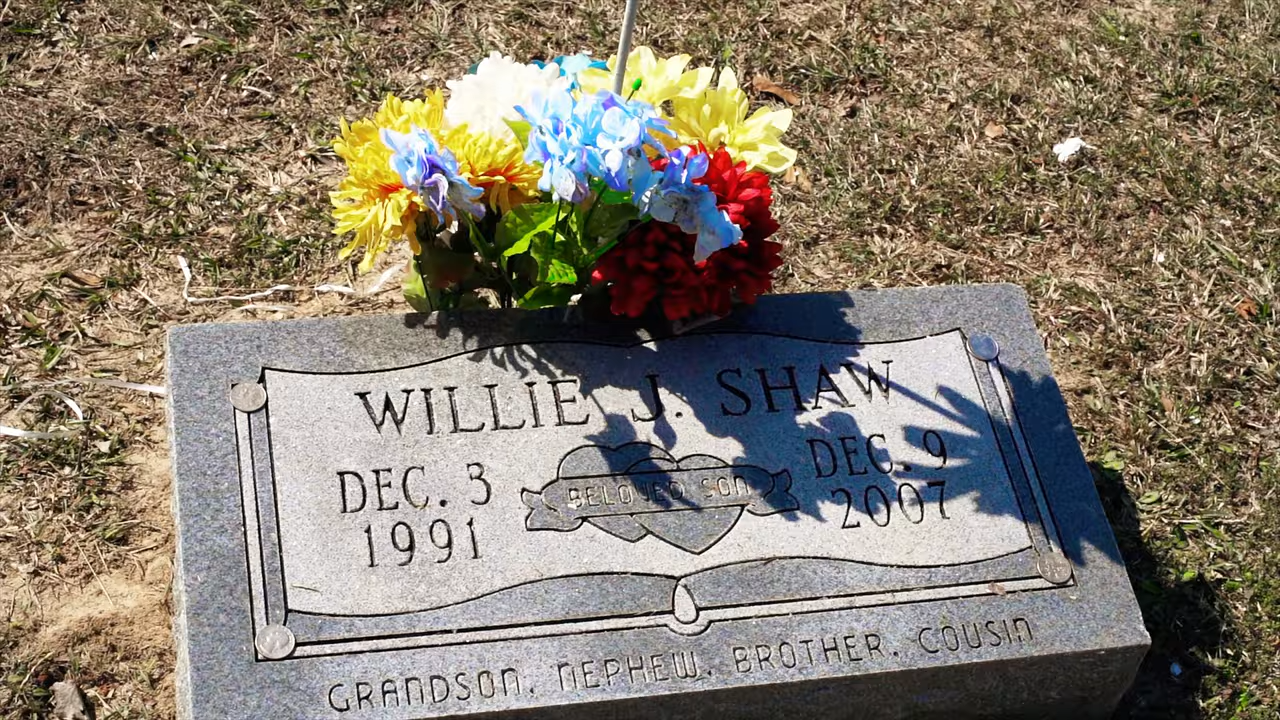 WILLIE J. SHAW
DEC. 3
1991
BELOVED SON
DEC. 9
2007
GRANDSON, NEPHEW, BROTHER, COUSIN